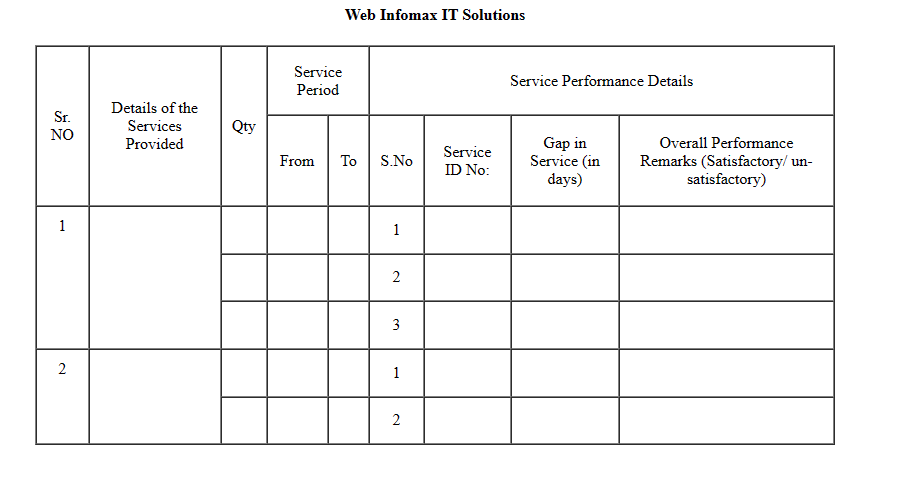 Web Infomax IT Solutions
Sr.
NO
Details of the
Services
Provided
Qty
Service
Period
Service Performance Details
From
To
S.No
Service
ID No:
Gap in
Service (in
days)
Overall Performance
Remarks (Satisfactory/ un-
satisfactory)
1
1
2
3
2
1
2